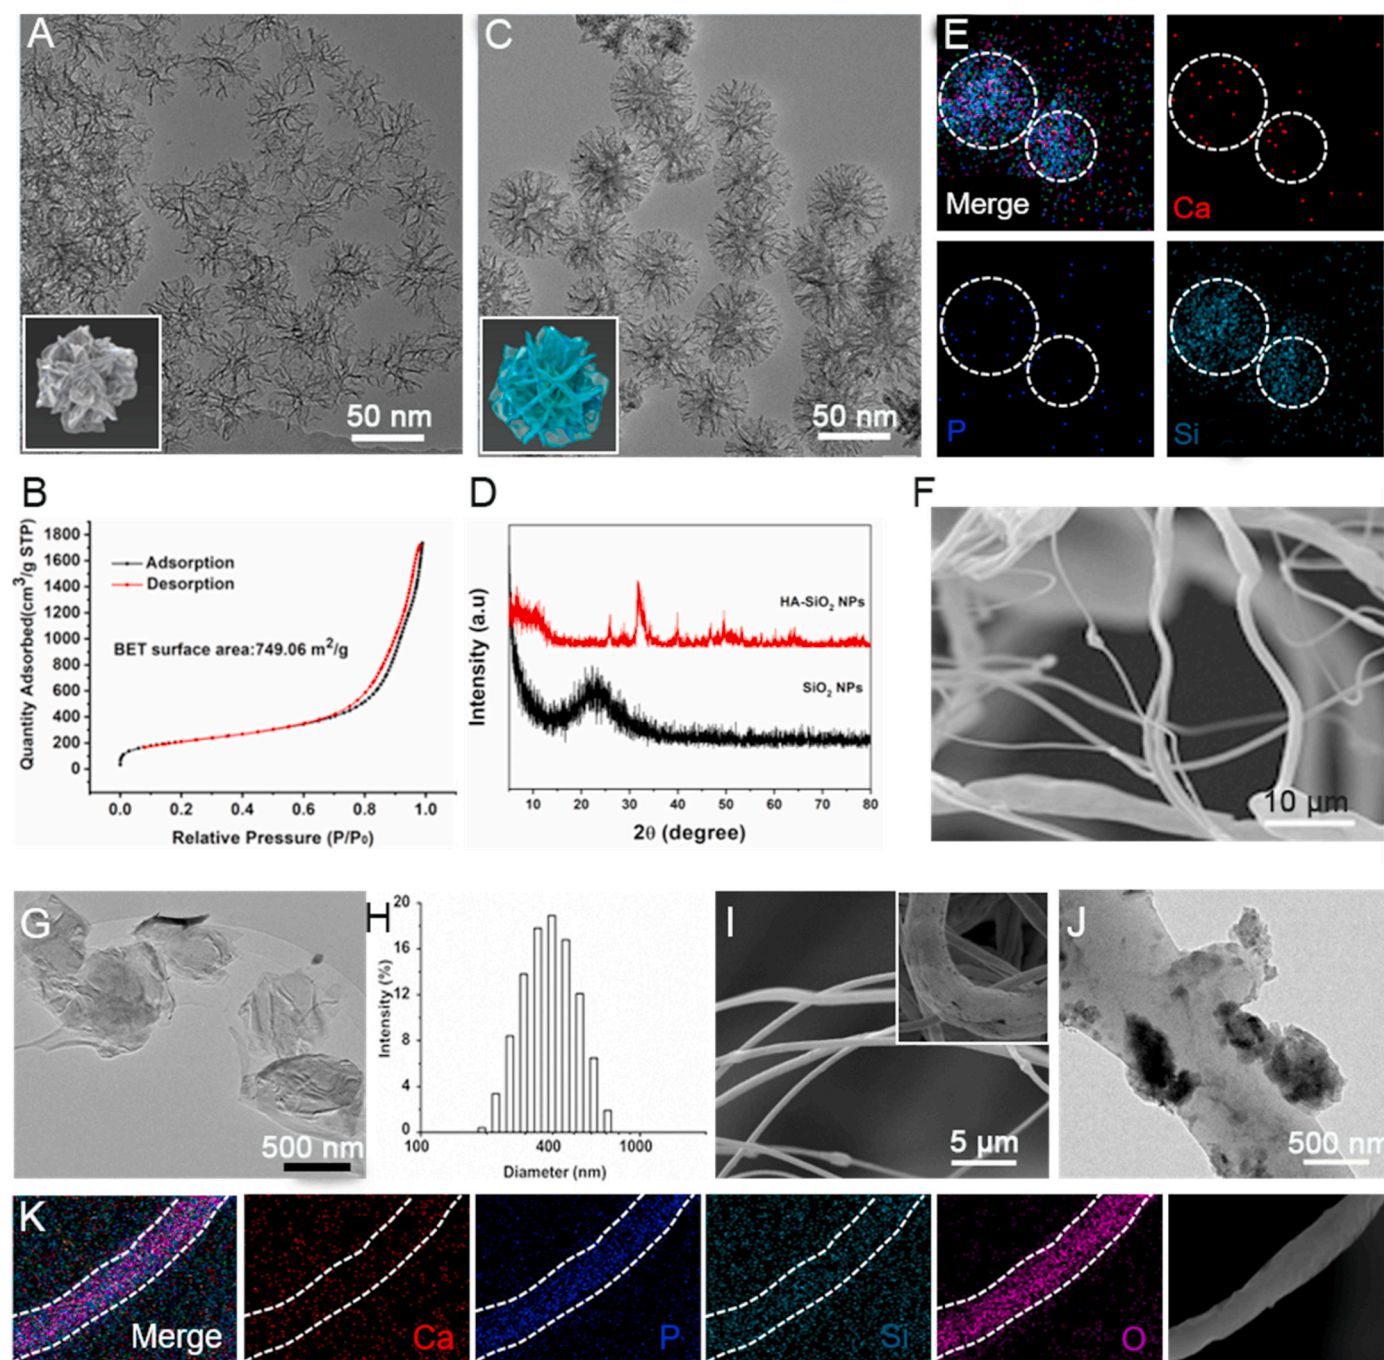 A
50 nm
C
50 nm
E
Merge
Ca
P
Si
B
Quantity Adsorbed(cm³/g STP)
1800
1600
1400
1200
1000
800
600
400
200
0
Adsorption
Desorption
BET surface area:749.06 m²/g
0.0 0.2 0.4 0.6 0.8 1.0
Relative Pressure (P/P₀)
D
Intensity (a.u)
HA-SiO₂ NPs
SiO₂ NPs
10 20 30 40 50 60 70 80
2θ (degree)
F
10 μm
G
500 nm
H
Intensity (%)
20
16
12
8
4
0
100 400 1000
Diameter (nm)
I
5 μm
J
500 nm
K
Merge
Ca
P
Si
O